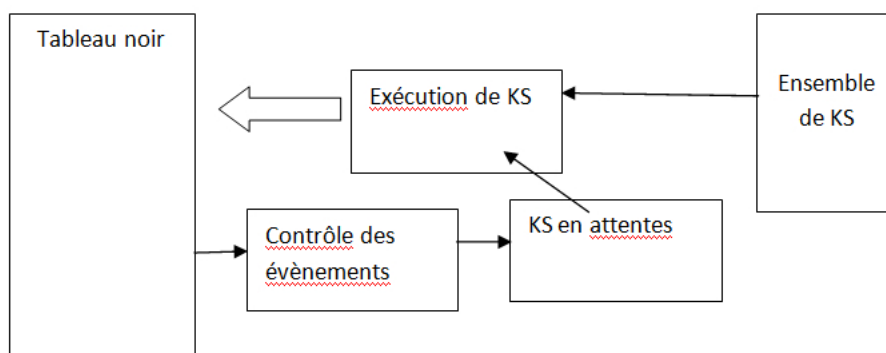 Tableau noir
Exécution de KS
Ensemble
de KS
Contrôle des
évènements
KS en attentes